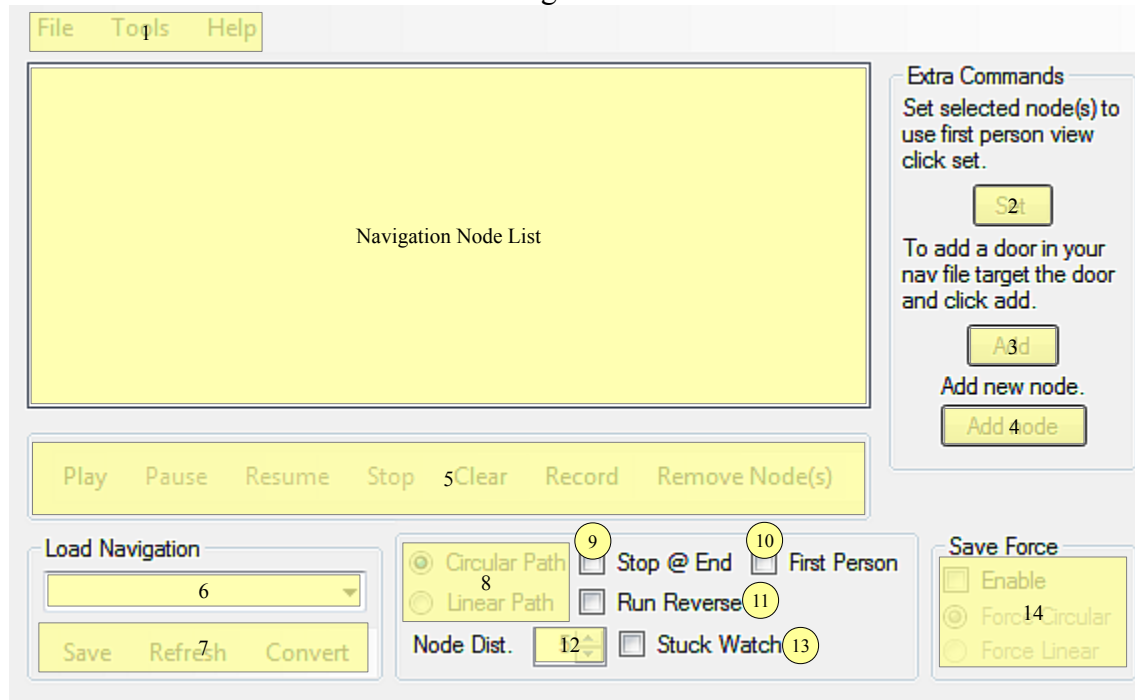 File Tools Help
1
Extra Commands
Set selected node(s) to
use first person view
click set.
Set
2
Navigation Node List
To add a door in your
nav file target the door
and click add.
Add
3
Add new node.
Add node
4
Play Pause Resume Stop Clear Record Remove Node(s)
5
Load Navigation
6
Save Refresh Convert
7
Circular Path
Linear Path
8
9
Stop @ End
10
First Person
Run Reverse
11
Node Dist.
12
Stuck Watch
13
Save Force
Enable
Force Circular
Force Linear
14